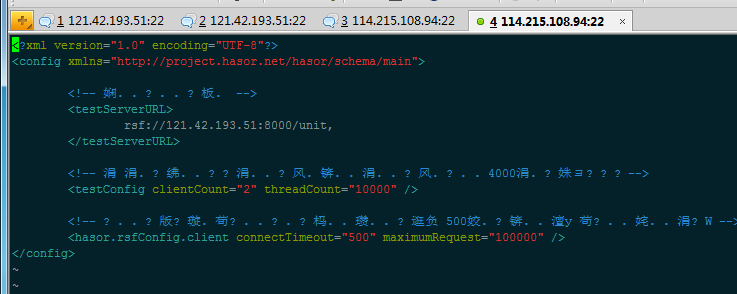 1 121.42.193.51:22 2 121.42.193.51:22 3 114.215.108.94:22 4 114.215.108.94:22 ×
<?xml version="1.0" encoding="UTF-8"?>
<config xmlns="http://project.hasor.net/hasor/schema/main">
<!-- 娴. . ? . . ? 板. -->
<testServerURL>
rsf://121.42.193.51:8000/unit,
</testServerURL>
<!-- 涓 涓. ? 绋. . ? ? 涓. . ? 风. 锛. . 涓. . ? 风. ? . . 4000涓. ? 姝ョ? ? ? -->
<testConfig clientCount="2" threadCount="10000" />
<!-- ? . . ? 版? 璇. 苟? . . ? . ? 杩. . 瓒. . ? 逛负 500姣. ? 锛. . 澶y 苟? . . 姹. . 涓? W -->
<hasor.rsfConfig.client connectTimeout="500" maximumRequest="100000" />
</config>
~
~